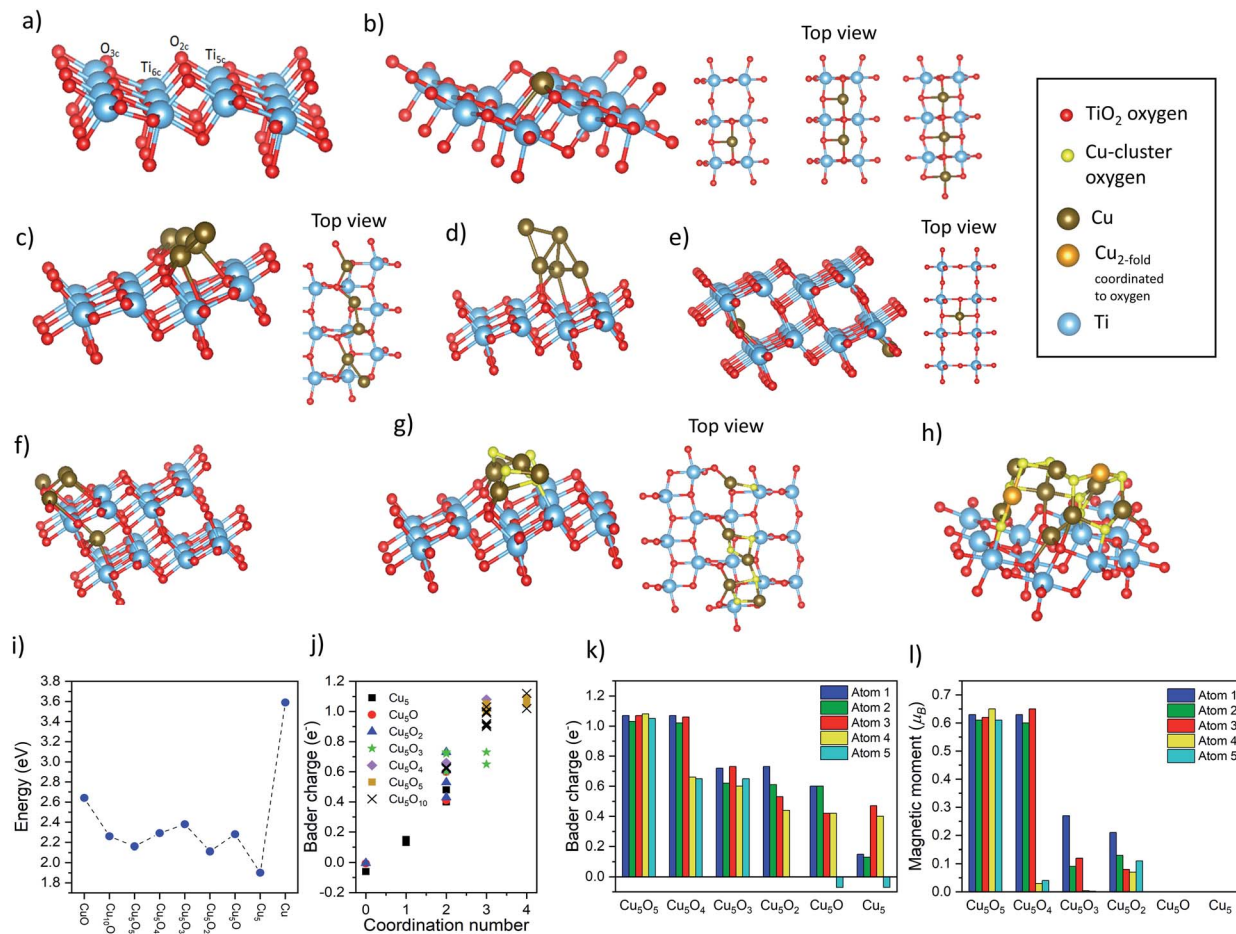 a)
O3c
Ti6c
O2c
Ti5c
b)
Top view
TiO2 oxygen
Cu-cluster
oxygen
Cu
Cu2-fold
coordinated
to oxygen
Ti
c)
Top view
d)
e)
Top view
f)
g)
Top view
h)
i)
Energy (eV)
3.8
3.6
3.4
3.2
3.0
2.8
2.6
2.4
2.2
2.0
1.8
CuO
Cu10O
Cu5O5
Cu5O4
Cu5O3
Cu5O2
Cu5O
Cu5
Cu
j)
Bader charge (e-)
1.2
1.0
0.8
0.6
0.4
0.2
0.0
-0.2
Cu5
Cu5O
Cu5O2
Cu5O3
Cu5O4
Cu5O5
Cu5O10
0 1 2 3 4
Coordination number
k)
Bader charge (e-)
1.2
1.0
0.8
0.6
0.4
0.2
0.0
-0.1
Atom 1
Atom 2
Atom 3
Atom 4
Atom 5
Cu5O5 Cu5O4 Cu5O3 Cu5O2 Cu5O Cu5
l)
Magnetic moment (μB)
0.7
0.6
0.5
0.4
0.3
0.2
0.1
0.0
Atom 1
Atom 2
Atom 3
Atom 4
Atom 5
Cu5O5 Cu5O4 Cu5O3 Cu5O2 Cu5O Cu5